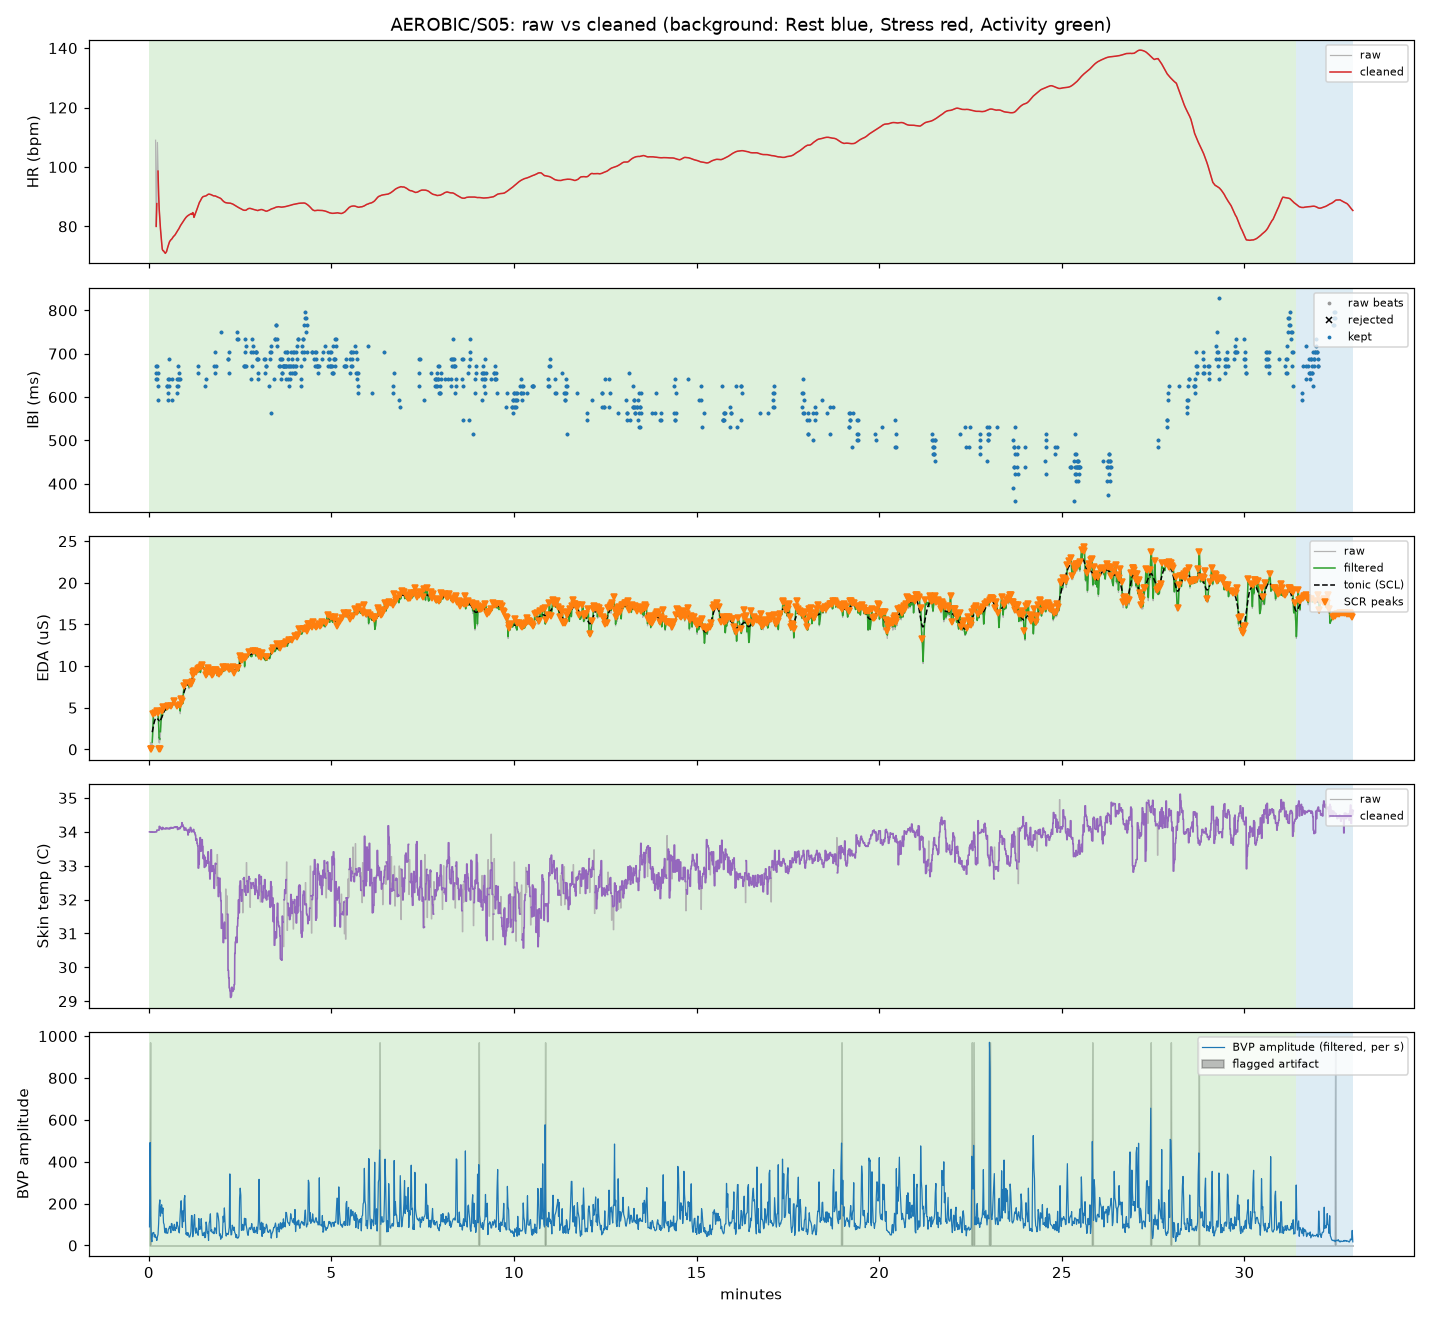 AEROBIC/S05: raw vs cleaned (background: Rest blue, Stress red, Activity green)
HR (bpm)
140
120
100
80
raw
cleaned
IBI (ms)
800
700
600
500
400
raw beats
rejected
kept
EDA (uS)
25
20
15
10
5
0
raw
filtered
tonic (SCL)
SCR peaks
Skin temp (C)
35
34
33
32
31
30
29
raw
cleaned
BVP amplitude
1000
800
600
400
200
0
BVP amplitude (filtered, per s)
flagged artifact
0 5 10 15 20 25 30
minutes